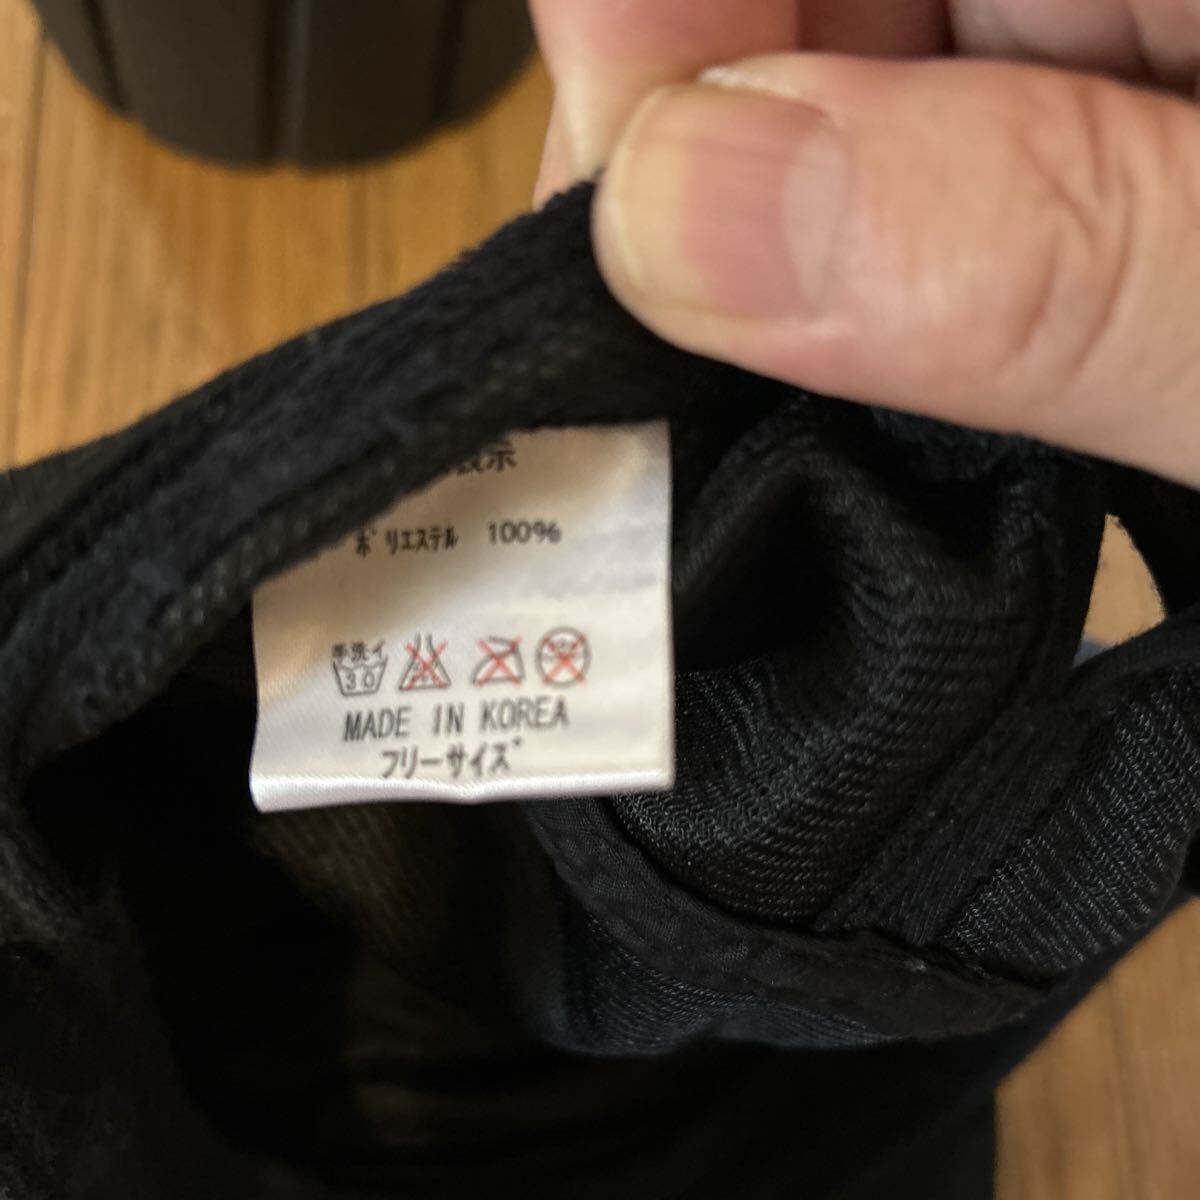 表示
ポリエステル 100%
手洗イ
30
MADE IN KOREA
フリーサイズ